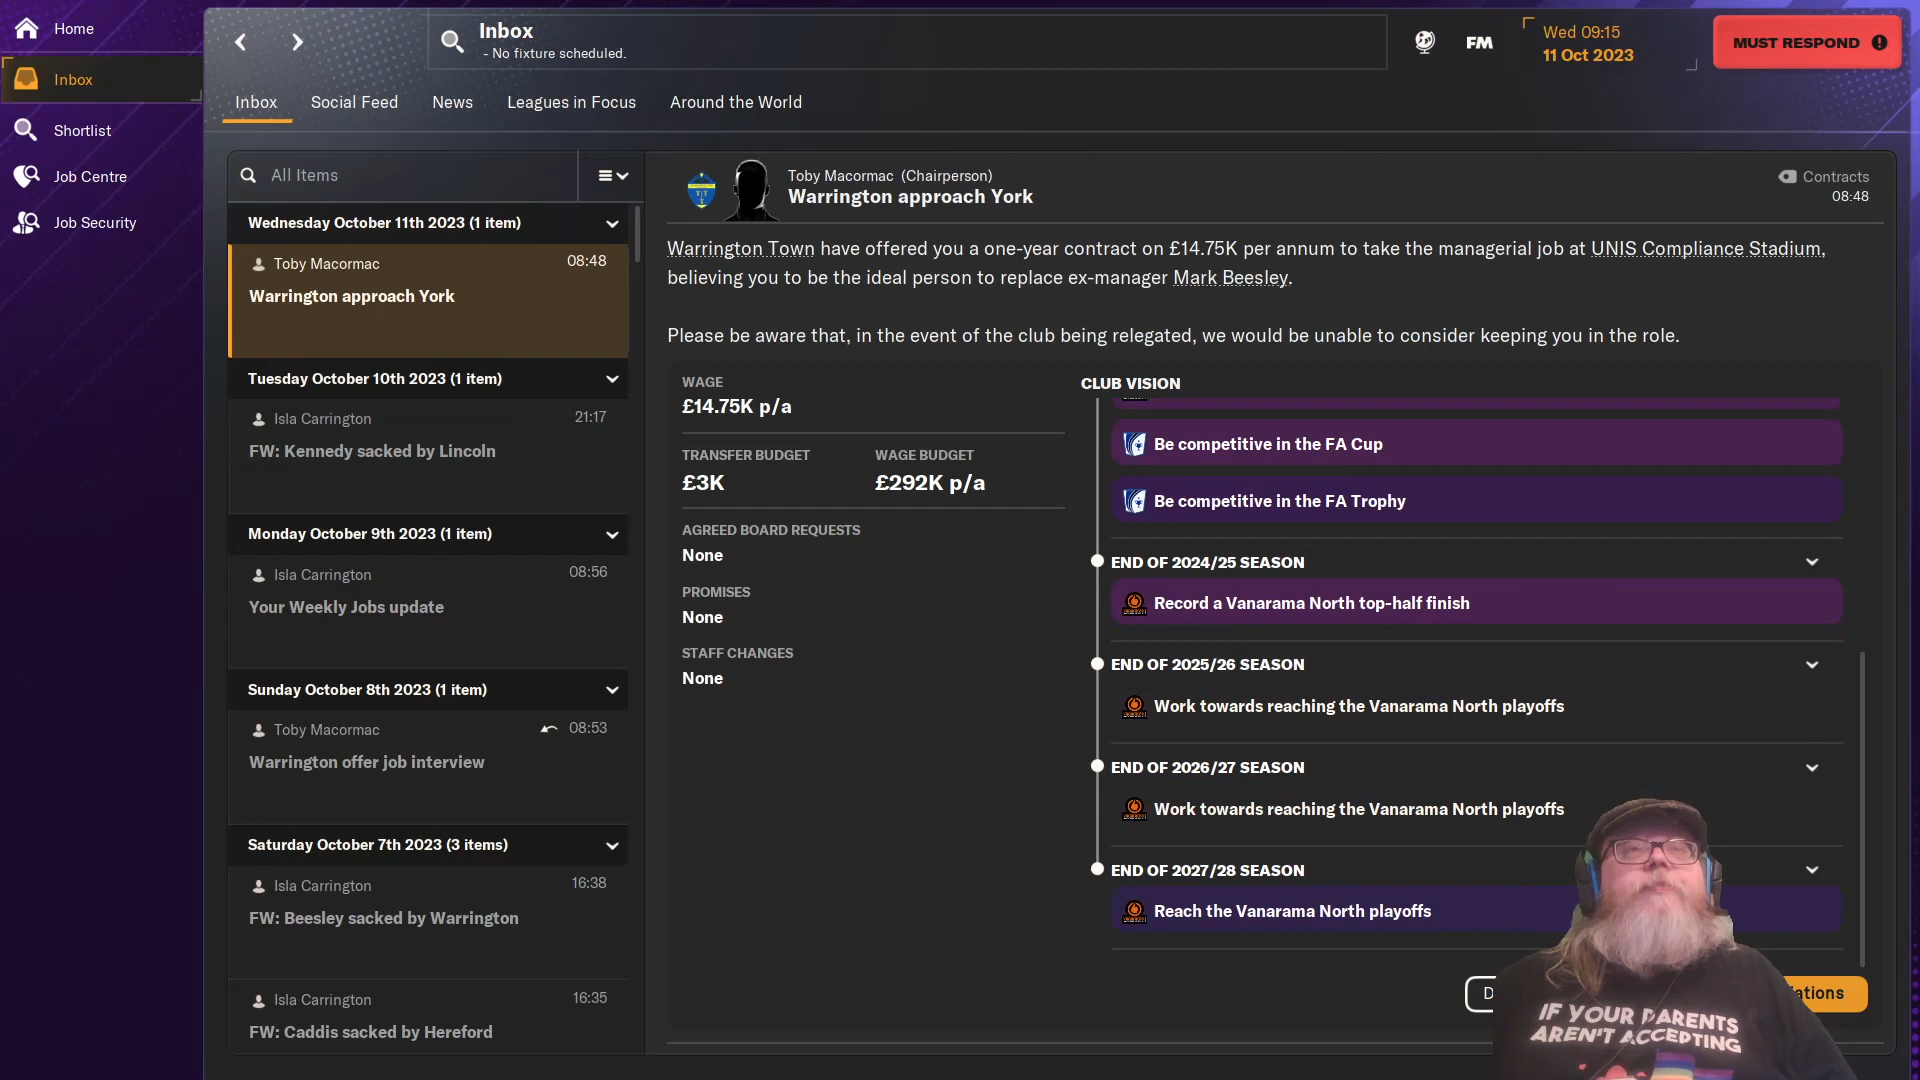 Home
Inbox
Shortlist
Job Centre
Job Security
Inbox
- No fixture scheduled.
FM
Wed 09:15
11 Oct 2023
MUST RESPOND
Inbox
Social Feed
News
Leagues in Focus
Around the World
All Items
Wednesday October 11th 2023 (1 item)
Toby Macormac 08:48
Warrington approach York
Tuesday October 10th 2023 (1 item)
Isla Carrington 21:17
FW: Kennedy sacked by Lincoln
Monday October 9th 2023 (1 item)
Isla Carrington 08:56
Your Weekly Jobs update
Sunday October 8th 2023 (1 item)
Toby Macormac 08:53
Warrington offer job interview
Saturday October 7th 2023 (3 items)
Isla Carrington 16:38
FW: Beesley sacked by Warrington
Isla Carrington 16:35
FW: Caddis sacked by Hereford
Toby Macormac (Chairperson)
Warrington approach York
Contracts
08:48
Warrington Town have offered you a one-year contract on £14.75K per annum to take the managerial job at UNIS Compliance Stadium,
believing you to be the ideal person to replace ex-manager Mark Beesley.
Please be aware that, in the event of the club being relegated, we would be unable to consider keeping you in the role.
WAGE
£14.75K p/a
TRANSFER BUDGET WAGE BUDGET
£3K £292K p/a
AGREED BOARD REQUESTS
None
PROMISES
None
STAFF CHANGES
None
CLUB VISION
Be competitive in the FA Cup
Be competitive in the FA Trophy
END OF 2024/25 SEASON
Record a Vanarama North top-half finish
END OF 2025/26 SEASON
Work towards reaching the Vanarama North playoffs
END OF 2026/27 SEASON
Work towards reaching the Vanarama North playoffs
END OF 2027/28 SEASON
Reach the Vanarama North playoffs
IF YOUR PARENTS
AREN'T ACCEPTING